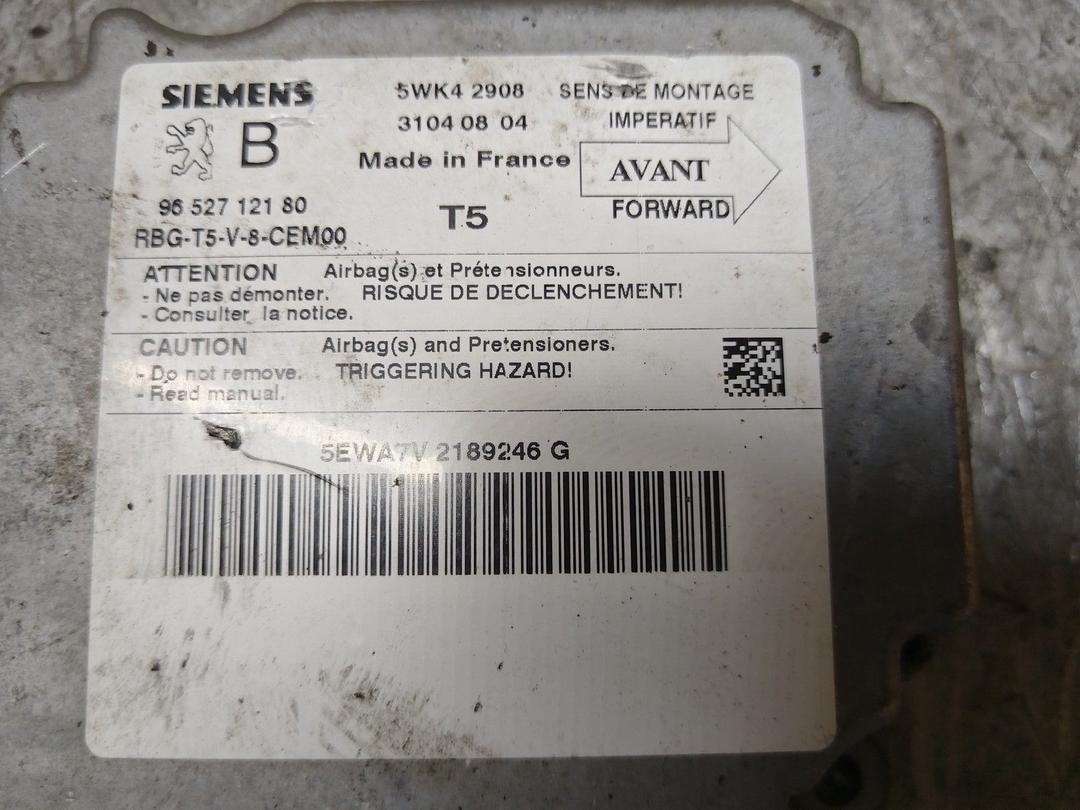 SIEMENS
B
5WK4 2908
3104 08 04
Made in France
SENS DE MONTAGE
IMPERATIF
AVANT
FORWARD
96 527 121 80
T5
RBG-T5-V-8-CEM00
ATTENTION Airbag(s) et Prétensionneurs.
- Ne pas démonter. RISQUE DE DECLENCHEMENT!
- Consulter la notice.
CAUTION Airbag(s) and Pretensioners.
- Do not remove. TRIGGERING HAZARD!
- Read manual.
5EWA7V 2189246 G